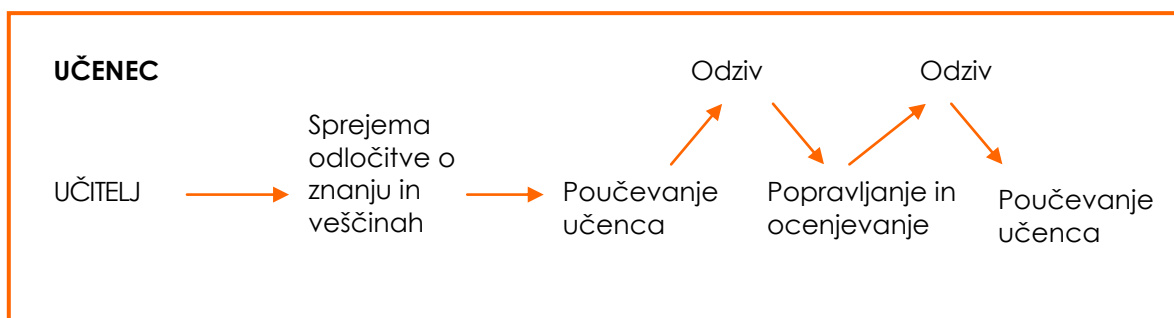 UČENEC
Odziv
Odziv
UČITELJ
Sprejema
odločitve o
znanju in
veščinah
Poučevanje
učenca
Popravljanje in
ocenjevanje
Poučevanje
učenca